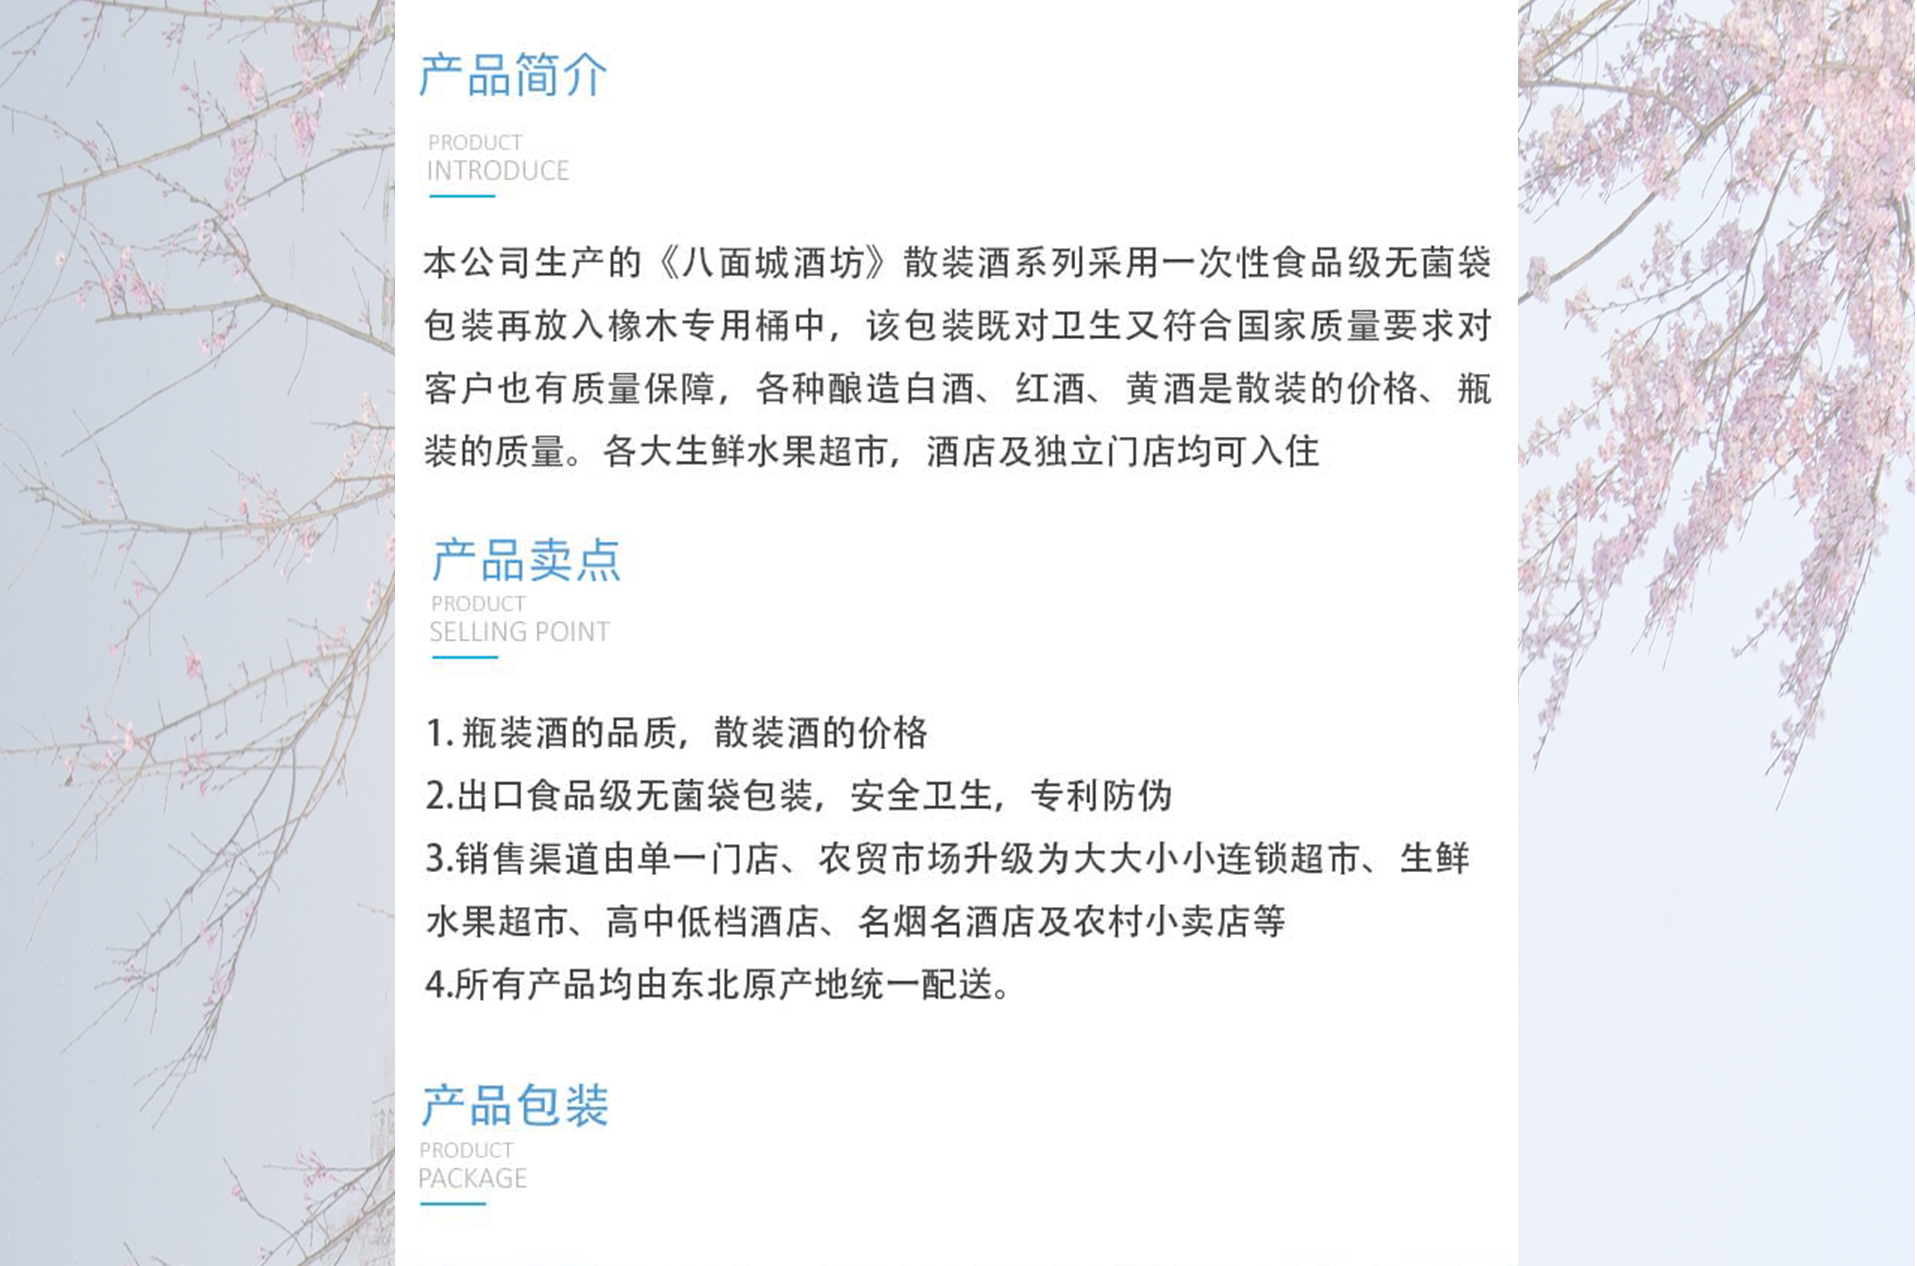 产品简介
PRODUCT
INTRODUCE
本公司生产的《八面城酒坊》散装酒系列采用一次性食品级无菌袋
包装再放入橡木专用桶中，该包装既对卫生又符合国家质量要求对
客户也有质量保障，各种酿造白酒、红酒、黄酒是散装的价格、瓶
装的质量。各大生鲜水果超市，酒店及独立门店均可入住
产品卖点
PRODUCT
SELLING POINT
1. 瓶装酒的品质，散装酒的价格
2.出口食品级无菌袋包装，安全卫生，专利防伪
3.销售渠道由单一门店、农贸市场升级为大大小小连锁超市、生鲜
水果超市、高中低档酒店、名烟名酒店及农村小卖店等
4.所有产品均由东北原产地统一配送。
产品包装
PRODUCT
PACKAGE